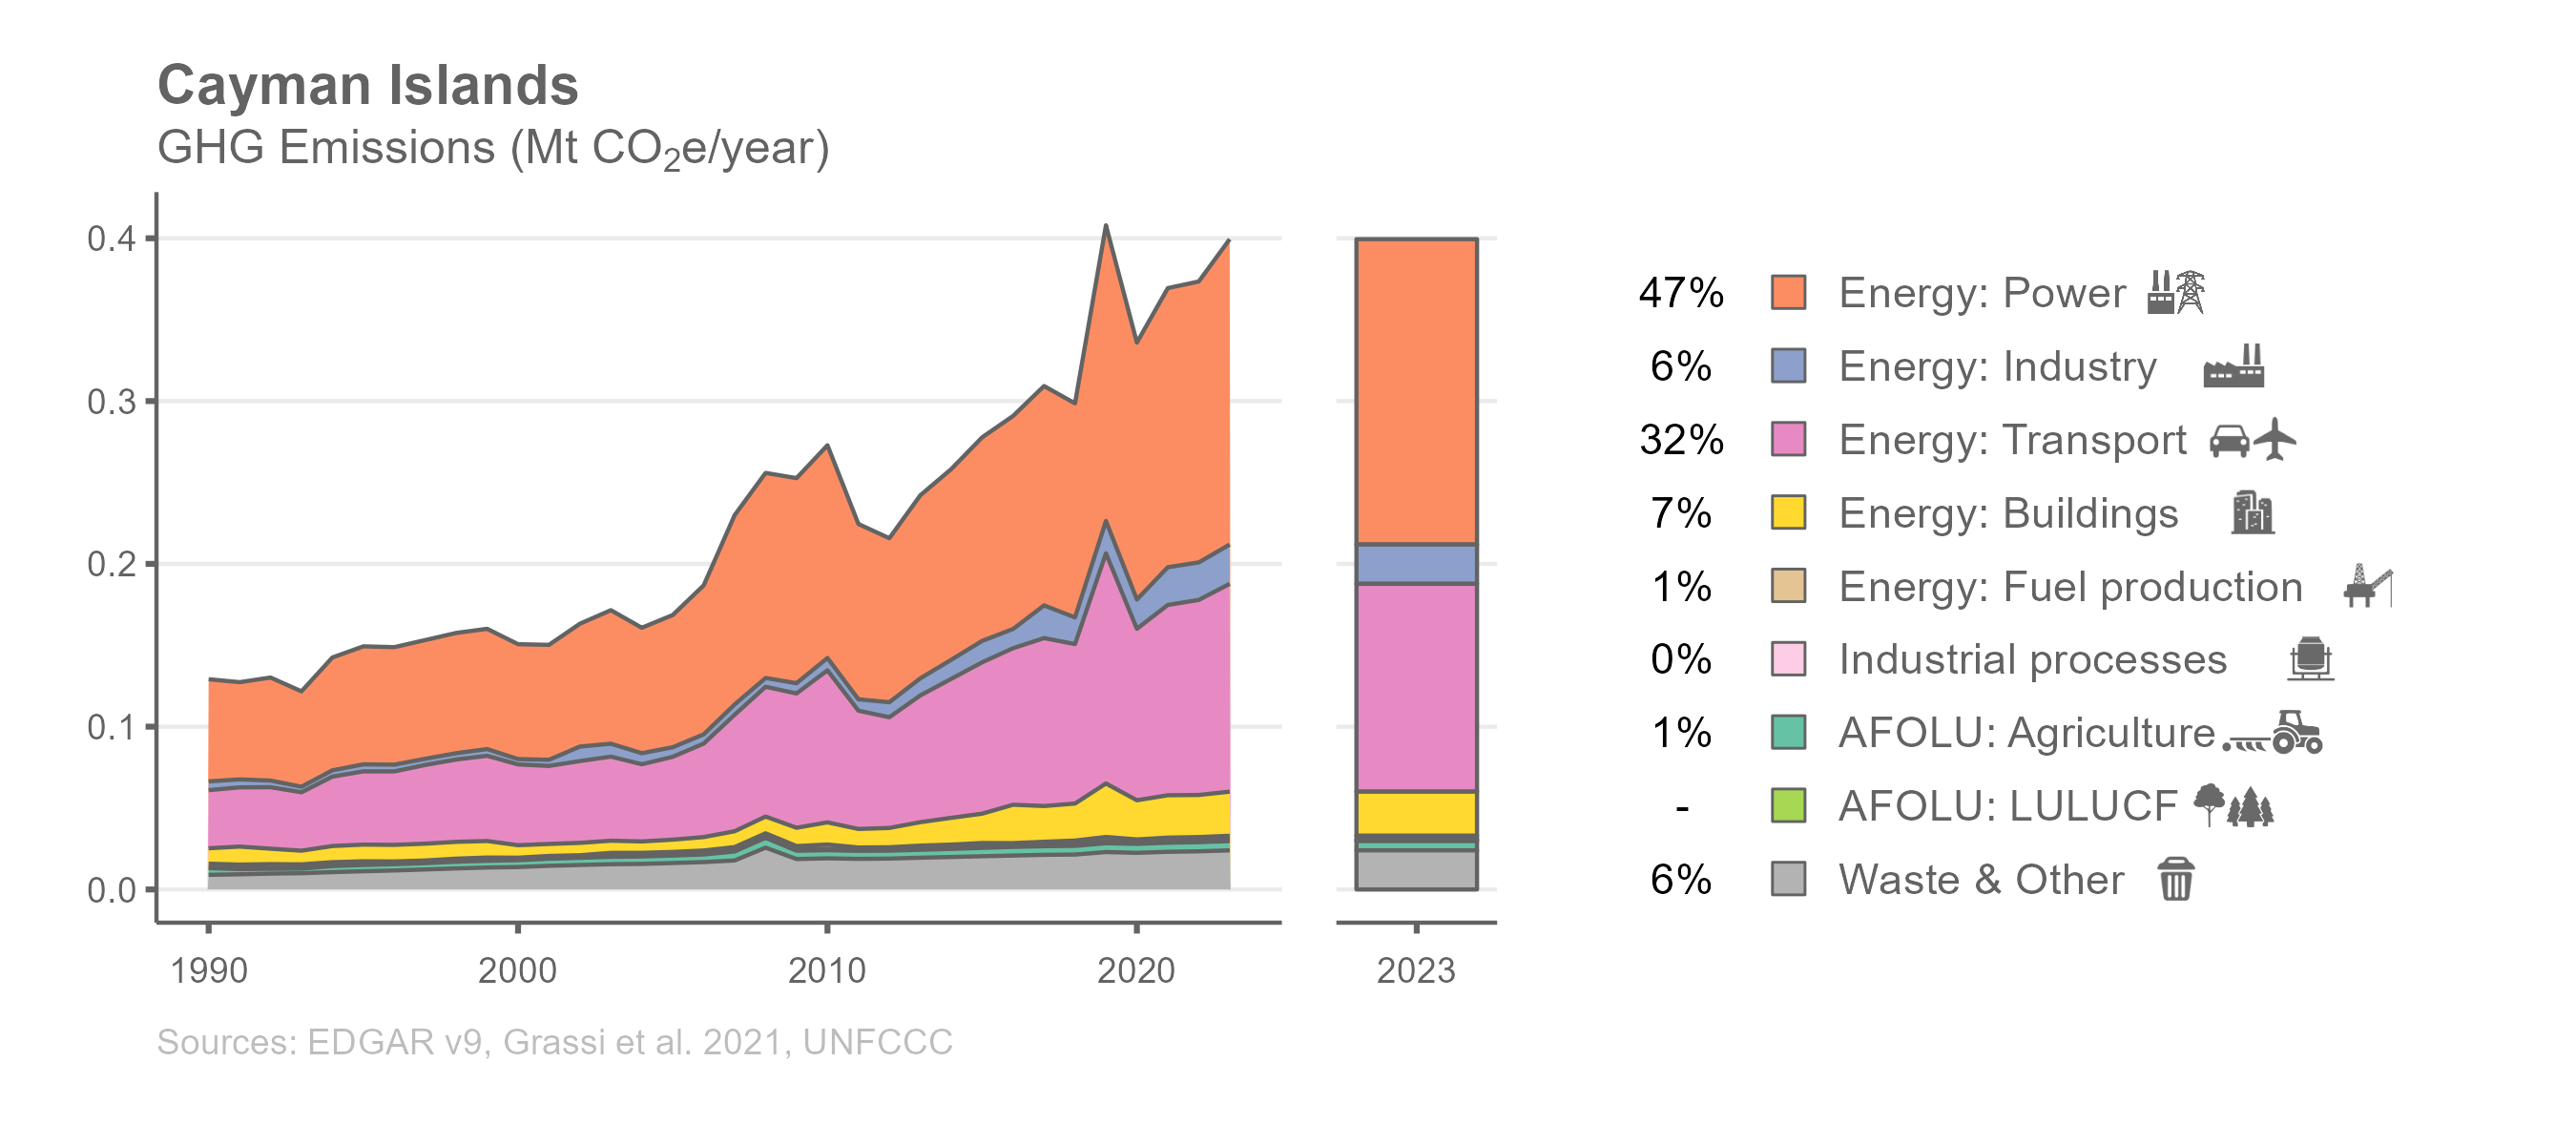 Cayman Islands
GHG Emissions (Mt CO₂e/year)
0.4
0.3
0.2
0.1
0.0
1990 2000 2010 2020 2023
47% Energy: Power
6% Energy: Industry
32% Energy: Transport
7% Energy: Buildings
1% Energy: Fuel production
0% Industrial processes
1% AFOLU: Agriculture
- AFOLU: LULUCF
6% Waste & Other
Sources: EDGAR v9, Grassi et al. 2021, UNFCCC